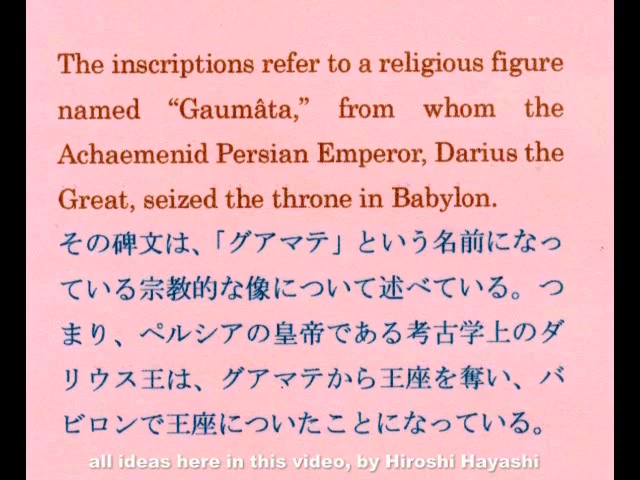 The inscriptions refer to a religious figure
named “Gaumâta,” from whom the
Achaemenid Persian Emperor, Darius the
Great, seized the throne in Babylon.
その碑文は、「グアマテ」という名前になっ
ている宗教的な像について述べている。つ
まり、ペルシアの皇帝である考古学上のダ
リウス王は、グアマテから王座を奪い、バ
ビロンで王座についたことになっている。
all ideas here in this video, by Hiroshi Hayashi